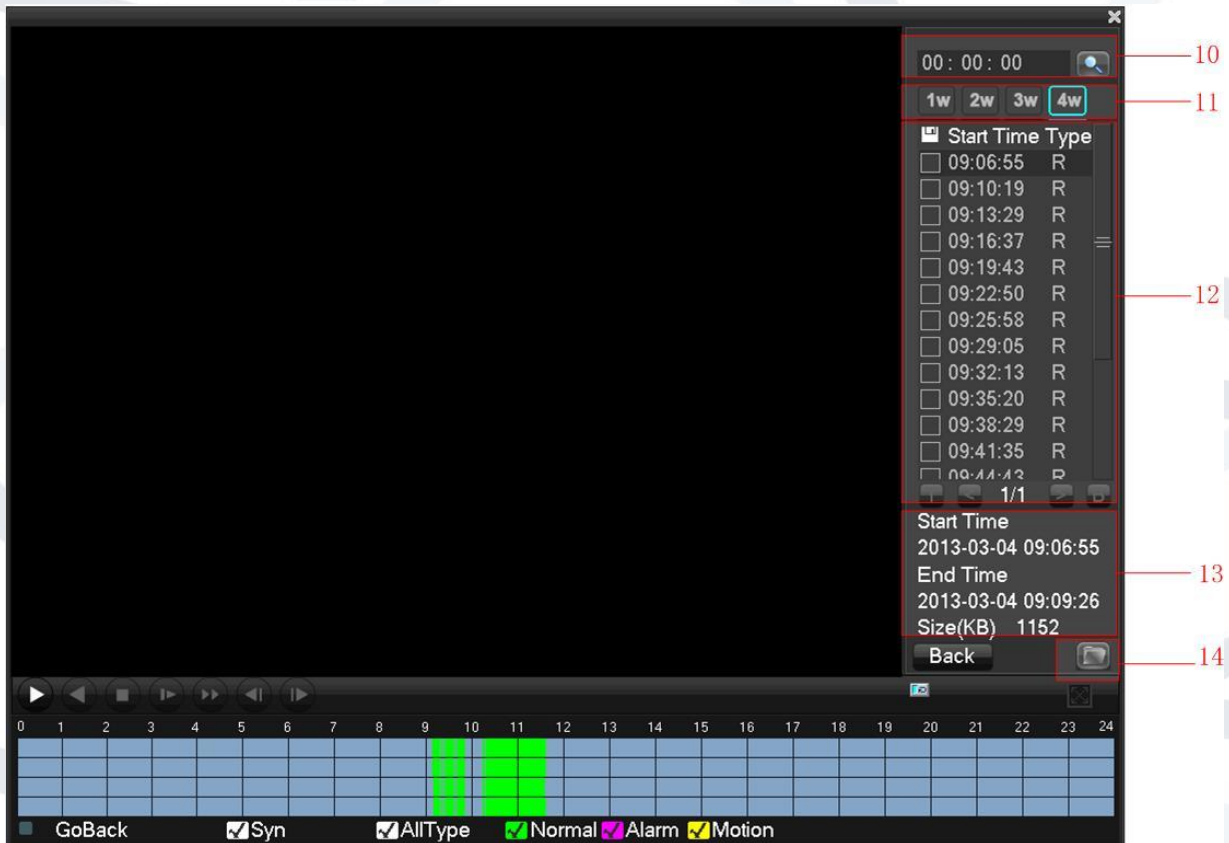 00 : 00 : 00
10
1w 2w 3w 4w
11
Start Time Type
09:06:55 R
09:10:19 R
09:13:29 R
09:16:37 R
09:19:43 R
09:22:50 R
12
09:25:58 R
09:29:05 R
09:32:13 R
09:35:20 R
09:38:29 R
09:41:35 R
09:44:43 R
< 1/1 >
Start Time
2013-03-04 09:06:55
End Time
13
2013-03-04 09:09:26
Size(KB) 1152
Back
14
0 1 2 3 4 5 6 7 8 9 10 11 12 13 14 15 16 17 18 19 20 21 22 23 24
GoBack Syn AllType Normal Alarm Motion